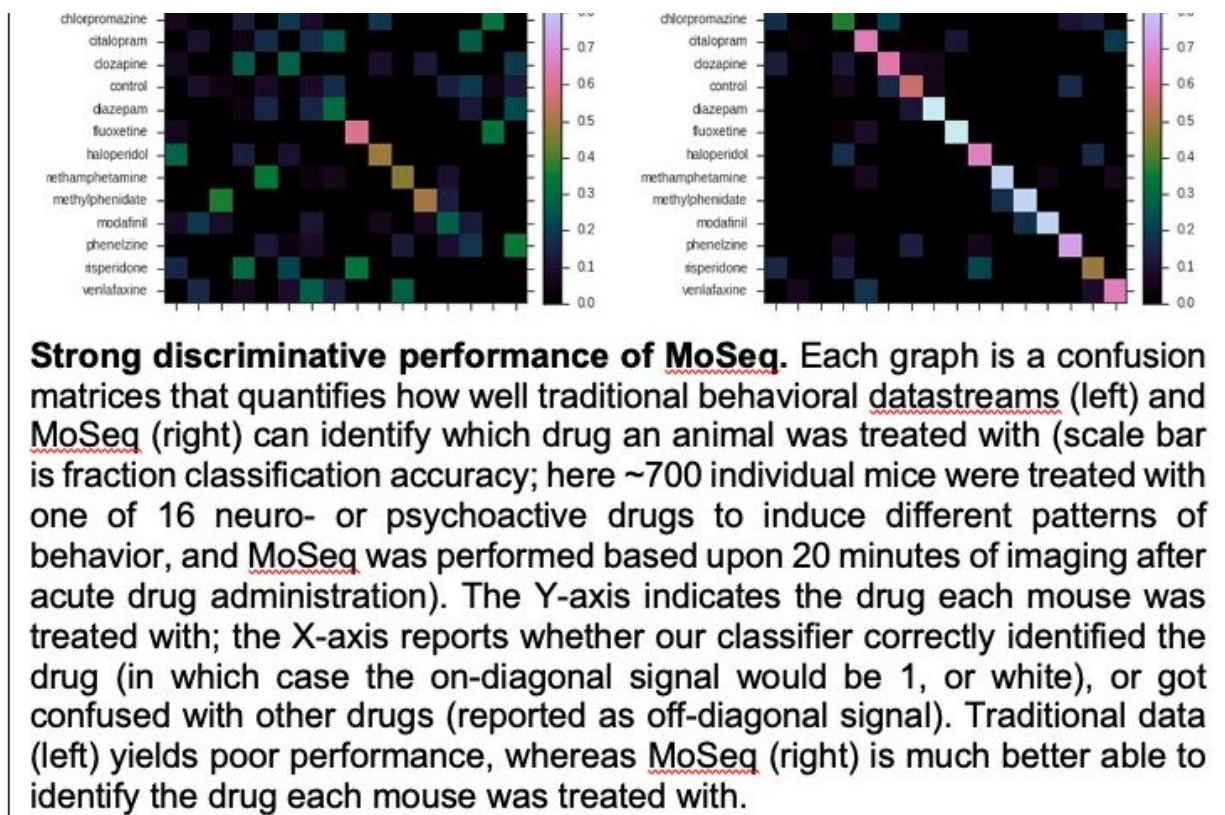 chlorpromazine
citalopram
clozapine
control
diazepam
fluoxetine
haloperidol
nethamphetamine
methylphenidate
modafinil
phenelzine
risperidone
venlafaxine
0.7
0.6
0.5
0.4
0.3
0.2
0.1
0.0
chlorpromazine
citalopram
clozapine
control
diazepam
fluoxetine
haloperidol
methamphetamine
methylphenidate
modafinil
phenelzine
risperidone
venlafaxine
0.7
0.6
0.5
0.4
0.3
0.2
0.1
0.0
Strong discriminative performance of MoSeq. Each graph is a confusion
matrices that quantifies how well traditional behavioral datastreams (left) and
MoSeq (right) can identify which drug an animal was treated with (scale bar
is fraction classification accuracy; here ~700 individual mice were treated with
one of 16 neuro- or psychoactive drugs to induce different patterns of
behavior, and MoSeq was performed based upon 20 minutes of imaging after
acute drug administration). The Y-axis indicates the drug each mouse was
treated with; the X-axis reports whether our classifier correctly identified the
drug (in which case the on-diagonal signal would be 1, or white), or got
confused with other drugs (reported as off-diagonal signal). Traditional data
(left) yields poor performance, whereas MoSeq (right) is much better able to
identify the drug each mouse was treated with.